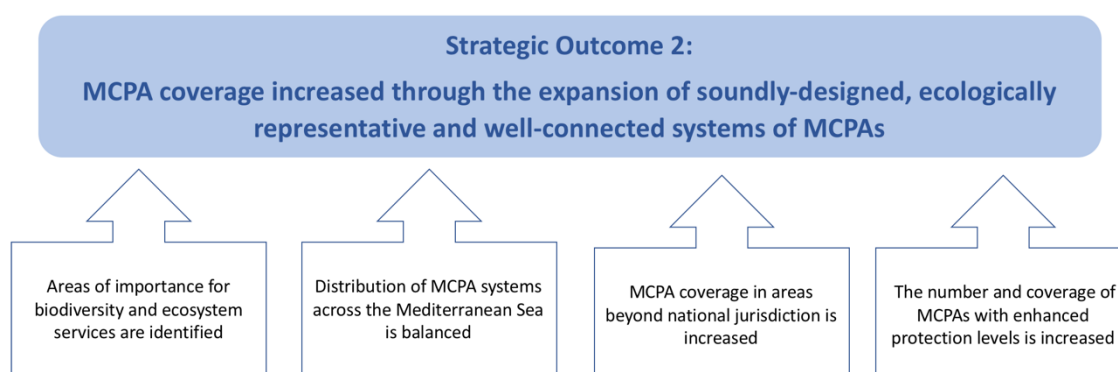 Strategic Outcome 2:
MCPA coverage increased through the expansion of soundly-designed, ecologically
representative and well-connected systems of MCPAs
Areas of importance for
biodiversity and ecosystem
services are identified
Distribution of MCPA systems
across the Mediterranean Sea
is balanced
MCPA coverage in areas
beyond national jurisdiction is
increased
The number and coverage of
MCPAs with enhanced
protection levels is increased